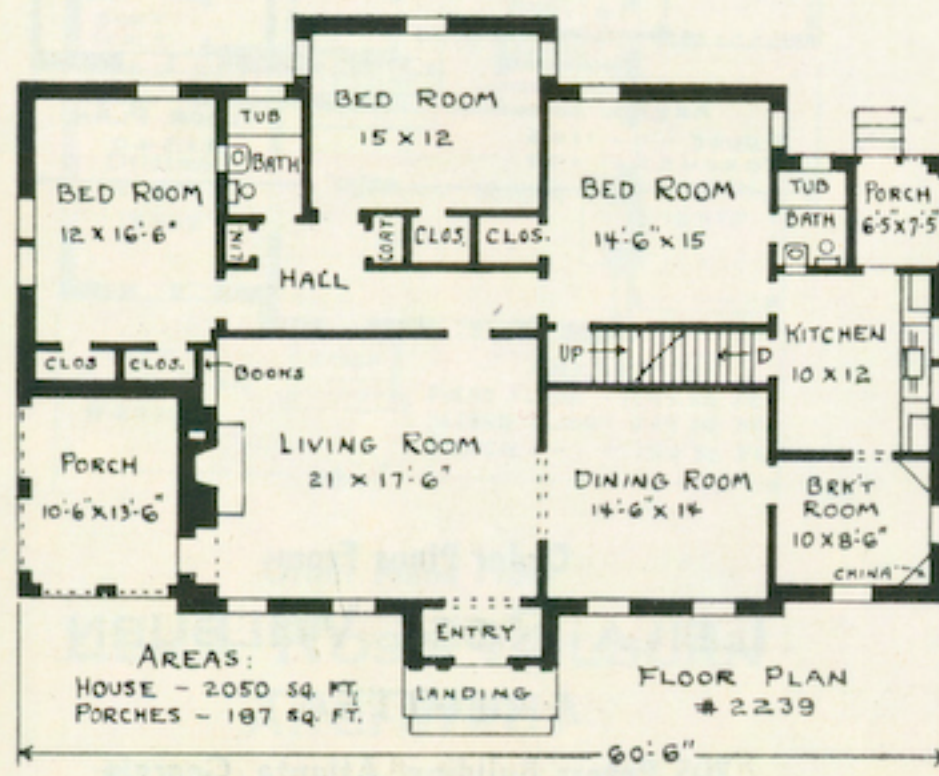 BED ROOM
15 X 12
TUB
BATH
BED ROOM
12 X 16'-6"
LIN
COAT
CLOS.
CLOS.
HALL
BED ROOM
14'-6" X 15
TUB
BATH
PORCH
6'-5" X 7'-5"
CLOS
CLOS.
BOOKS
UP
D
KITCHEN
10 X 12
LIVING ROOM
21 X 17'-6"
PORCH
10'-6" X 13'-6"
DINING ROOM
14'-6" X 14
BRK'T
ROOM
10 X 8'-6"
CHINA
ENTRY
LANDING
AREAS:
HOUSE - 2050 SQ. FT.
PORCHES - 187 SQ. FT.
FLOOR PLAN
# 2239
60'-6"